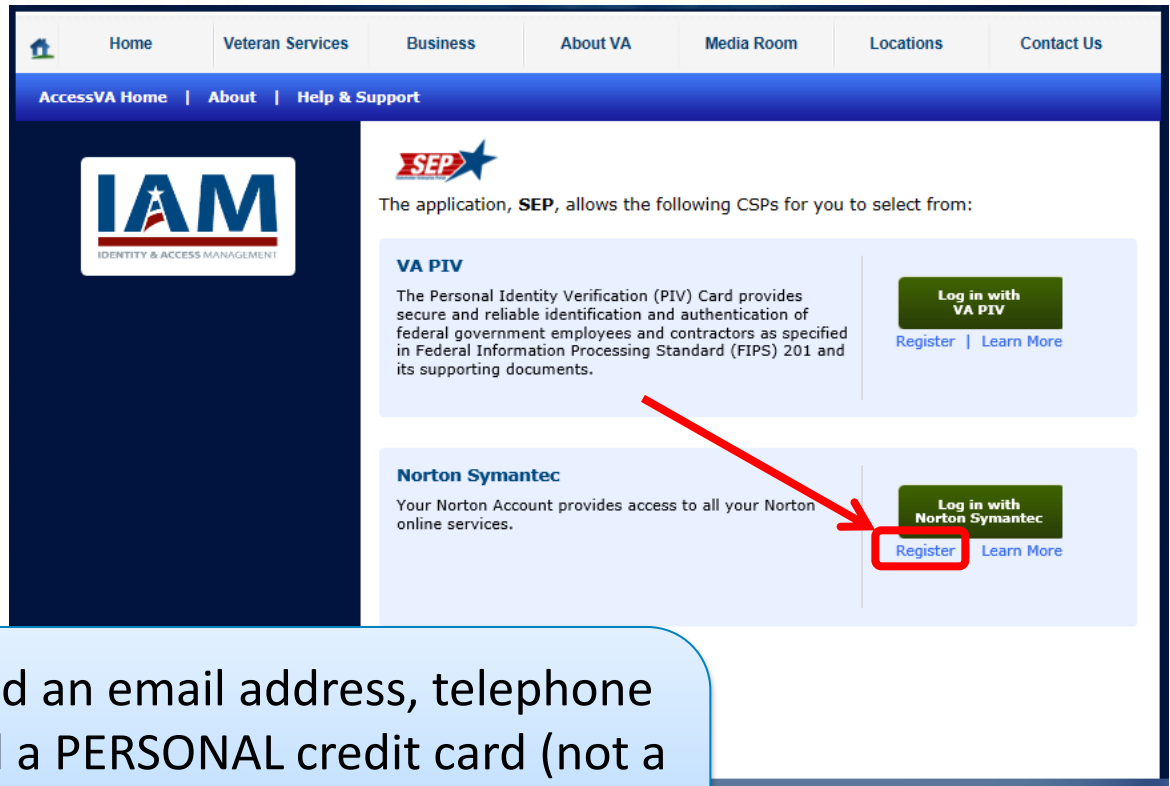 Home Veteran Services Business About VA Media Room Locations Contact Us
AccessVA Home | About | Help & Support
IAM
IDENTITY & ACCESS MANAGEMENT
SEP
The application, SEP, allows the following CSPs for you to select from:
VA PIV
The Personal Identity Verification (PIV) Card provides
secure and reliable identification and authentication of
federal government employees and contractors as specified
in Federal Information Processing Standard (FIPS) 201 and
its supporting documents.
Log in with
VA PIV
Register | Learn More
Norton Symantec
Your Norton Account provides access to all your Norton
online services.
Log in with
Norton Symantec
Register Learn More
d an email address, telephone
a PERSONAL credit card (not a